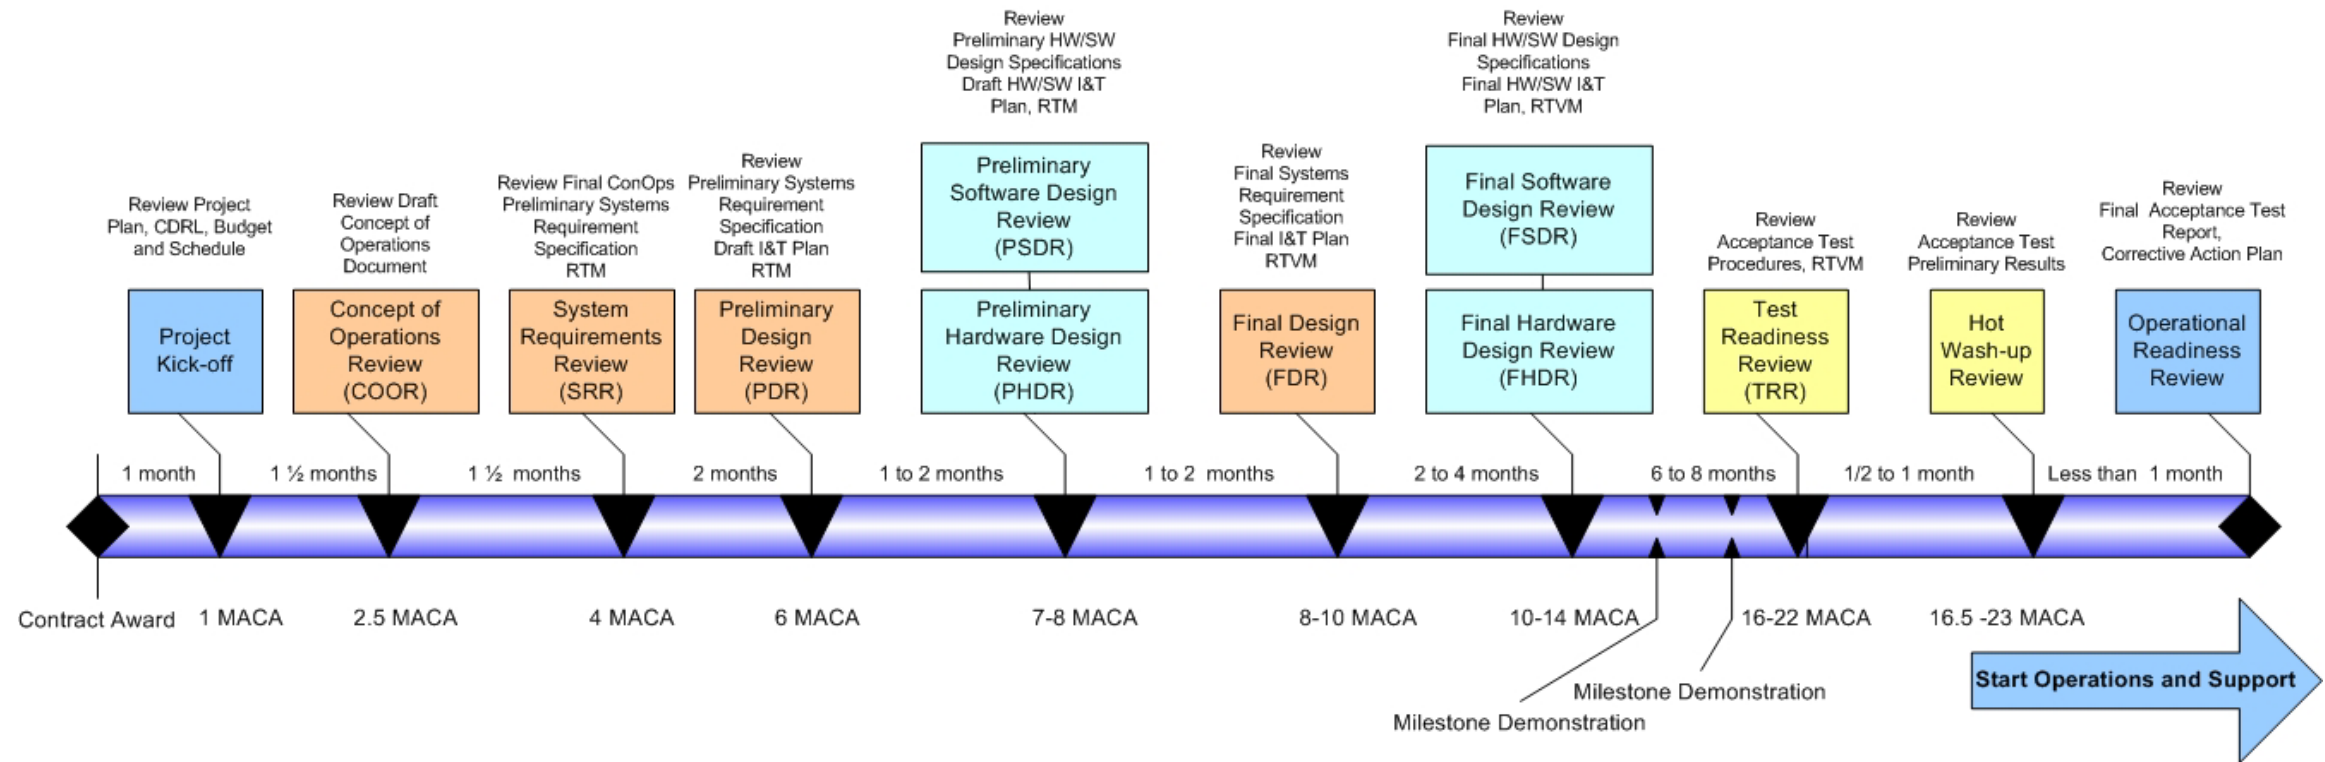 Review
Preliminary HW/SW
Design Specifications
Draft HW/SW I&T
Plan, RTM
Review
Final HW/SW Design
Specifications
Final HW/SW I&T
Plan, RTVM
Review Project
Plan, CDRL, Budget
and Schedule
Review Draft
Concept of
Operations
Document
Review Final ConOps
Preliminary Systems
Requirement
Specification
RTM
Review
Preliminary Systems
Requirement
Specification
Draft I&T Plan
RTM
Review
Final Systems
Requirement
Specification
Final I&T Plan
RTVM
Review
Acceptance Test
Procedures, RTVM
Review
Acceptance Test
Preliminary Results
Review
Final Acceptance Test
Report,
Corrective Action Plan
Project
Kick-off
Concept of
Operations
Review
(COOR)
System
Requirements
Review
(SRR)
Preliminary
Design
Review
(PDR)
Preliminary
Software Design
Review
(PSDR)
Preliminary
Hardware Design
Review
(PHDR)
Final Design
Review
(FDR)
Final Software
Design Review
(FSDR)
Final Hardware
Design Review
(FHDR)
Test
Readiness
Review
(TRR)
Hot
Wash-up
Review
Operational
Readiness
Review
1 month
1 ½ months
1 ½ months
2 months
1 to 2 months
1 to 2 months
2 to 4 months
6 to 8 months
1/2 to 1 month
Less than 1 month
Contract Award
1 MACA
2.5 MACA
4 MACA
6 MACA
7-8 MACA
8-10 MACA
10-14 MACA
16-22 MACA
16.5 -23 MACA
Milestone Demonstration
Milestone Demonstration
Start Operations and Support